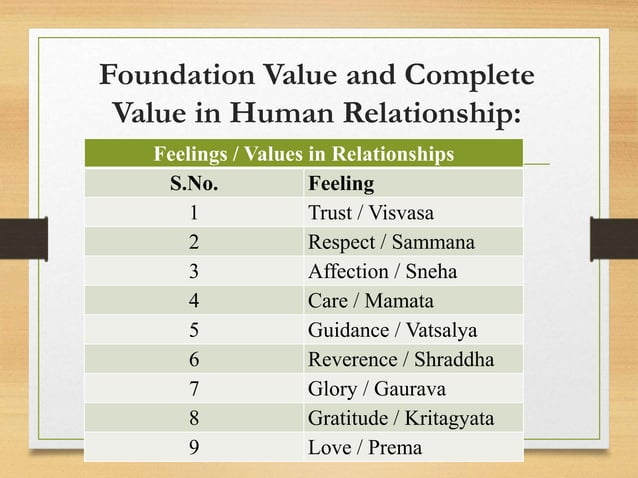 Foundation Value and Complete
Value in Human Relationship:
Feelings / Values in Relationships
S.No. Feeling
1 Trust / Visvasa
2 Respect / Sammana
3 Affection / Sneha
4 Care / Mamata
5 Guidance / Vatsalya
6 Reverence / Shraddha
7 Glory / Gaurava
8 Gratitude / Kritagyata
9 Love / Prema